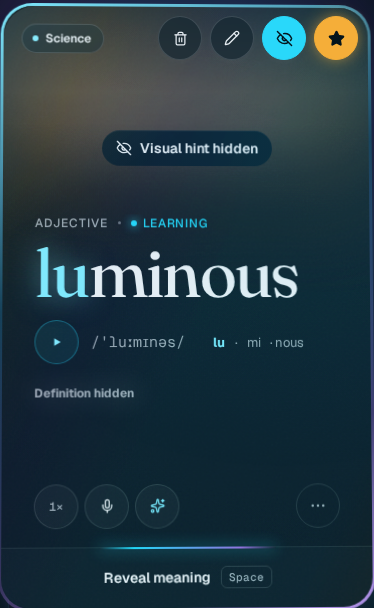 Science
Visual hint hidden
ADJECTIVE • LEARNING
luminous
/ˈluːmɪnəs/ lu · mi · nous
Definition hidden
1×
Reveal meaning Space